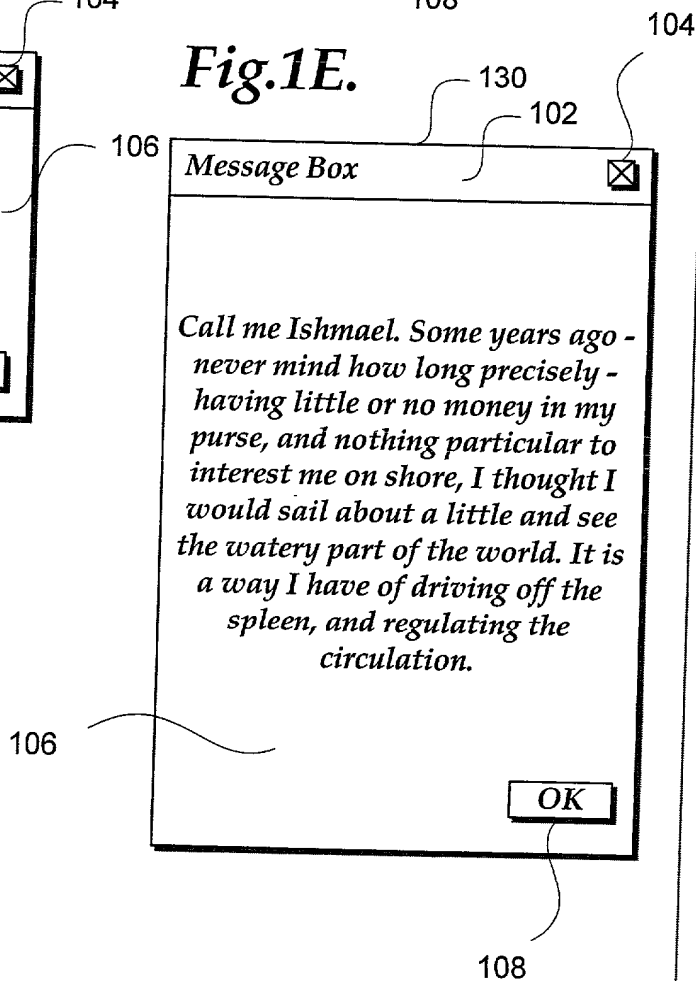 104
108
104
Fig.1E.
130
102
106
Message Box
Call me Ishmael. Some years ago -
never mind how long precisely -
having little or no money in my
purse, and nothing particular to
interest me on shore, I thought I
would sail about a little and see
the watery part of the world. It is
a way I have of driving off the
spleen, and regulating the
circulation.
106
OK
108